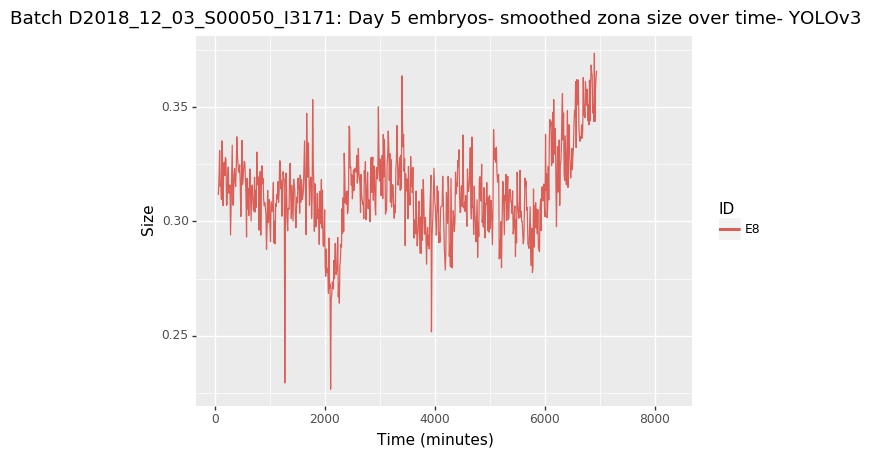 Batch D2018_12_03_S00050_I3171: Day 5 embryos- smoothed zona size over time- YOLOv3
0.35
0.30
0.25
Size
0
2000
4000
6000
8000
Time (minutes)
ID
E8